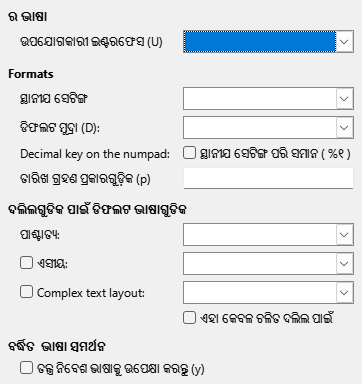 ର ଭାଷା
ଉପଯୋଗକାରୀ ଇଣ୍ଟରଫେସ (U)
Formats
ସ୍ଥାନୀୟ ସେଟିଙ୍ଗ
ଡିଫଲଟ ମୁଦ୍ରା (D):
Decimal key on the numpad: ସ୍ଥାନୀୟ ସେଟିଙ୍ଗ ପରି ସମାନ ( %୧ )
ତାରିଖ ଗ୍ରହଣ ପ୍ରକାରଗୁଡ଼ିକ (p)
ଦଲିଲଗୁଡିକ ପାଇଁ ଡିଫଲଟ ଭାଷାଗୁଡିକ
ପାଶ୍ଚାତ୍ୟ:
ଏସୀୟ:
Complex text layout:
ଏହା କେବଳ ଚଳିତ ଦଲିଲ ପାଇଁ
ବର୍ଦ୍ଧିତ ଭାଷା ସମର୍ଥନ
ତନ୍ତ୍ର ନିବେଶ ଭାଷାକୁ ଉପେକ୍ଷା କରନ୍ତୁ (y)